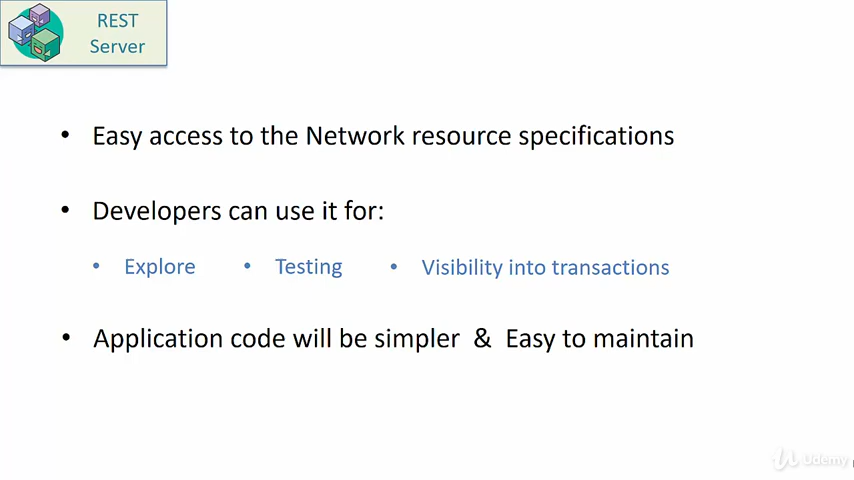 REST
Server
• Easy access to the Network resource specifications
• Developers can use it for:
• Explore • Testing • Visibility into transactions
• Application code will be simpler & Easy to maintain
Udemy